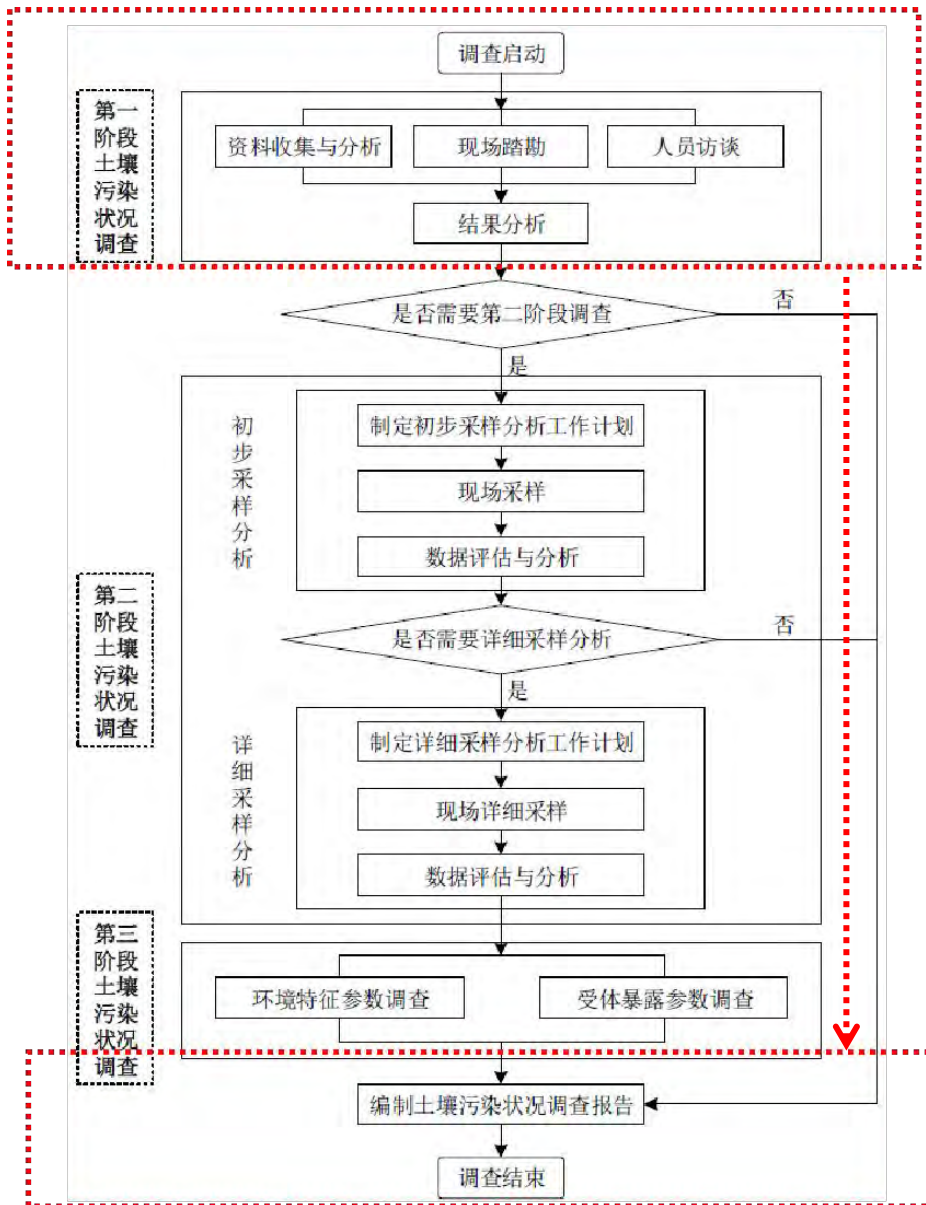 调查启动
第一
阶段
土壤
污染
状况
调查
资料收集与分析
现场踏勘
人员访谈
结果分析
是否需要第二阶段调查
否
是
初
步
采
样
分
析
制定初步采样分析工作计划
现场采样
数据评估与分析
第二
阶段
土壤
污染
状况
调查
是否需要详细采样分析
否
是
详
细
采
样
分
析
制定详细采样分析工作计划
现场详细采样
数据评估与分析
第三
阶段
土壤
污染
状况
调查
环境特征参数调查
受体暴露参数调查
编制土壤污染状况调查报告
调查结束